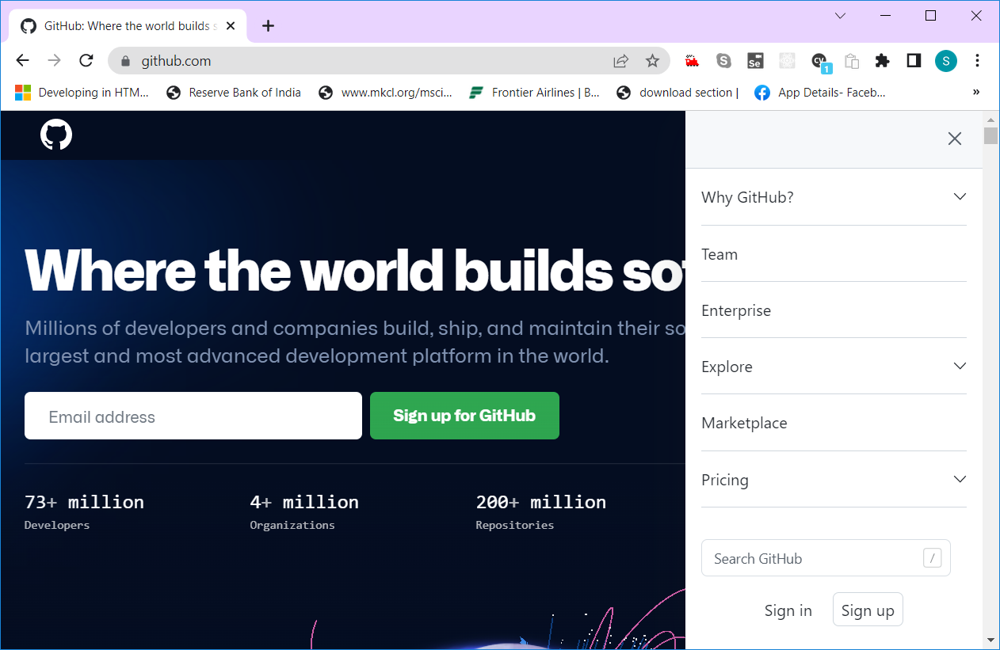 GitHub: Where the world builds s
github.com
Se
cy
1
S
Developing in HTM...
Reserve Bank of India
www.mkcl.org/msci...
Frontier Airlines | B...
download section |
App Details- Faceb...
»
Why GitHub?
Team
Enterprise
Explore
Marketplace
Pricing
Search GitHub
/
Sign in
Sign up
Where the world builds sof
Millions of developers and companies build, ship, and maintain their so
largest and most advanced development platform in the world.
Email address
Sign up for GitHub
73+ million
4+ million
200+ million
Developers
Organizations
Repositories